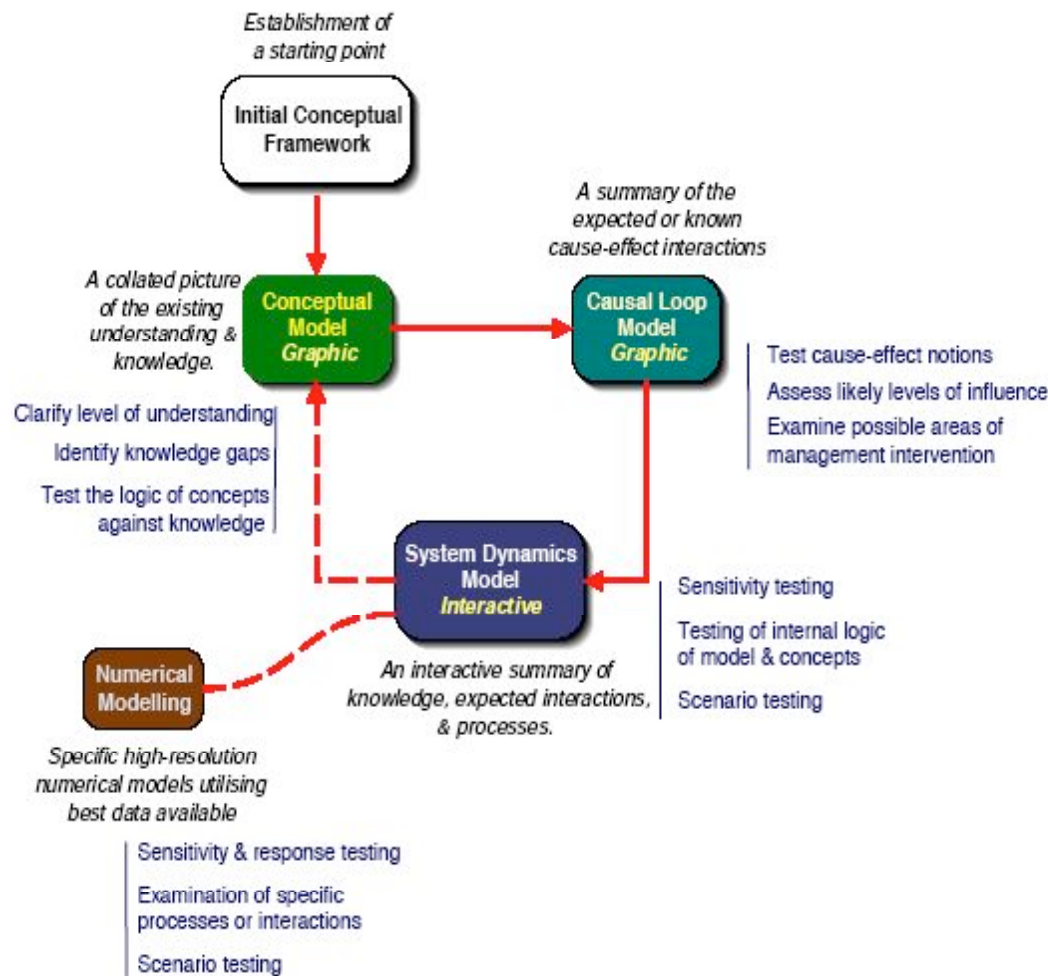 Establishment of
a starting point
Initial Conceptual
Framework
A summary of the
expected or known
cause-effect interactions
A collated picture
of the existing
understanding &
knowledge.
Conceptual
Model
Graphic
Causal Loop
Model
Graphic
Test cause-effect notions
Assess likely levels of influence
Examine possible areas of
management intervention
Clarify level of understanding
Identify knowledge gaps
Test the logic of concepts
against knowledge
System Dynamics
Model
Interactive
Sensitivity testing
Testing of internal logic
of model & concepts
Scenario testing
An interactive summary of
knowledge, expected interactions,
& processes.
Numerical
Modelling
Specific high-resolution
numerical models utilising
best data available
Sensitivity & response testing
Examination of specific
processes or interactions
Scenario testing